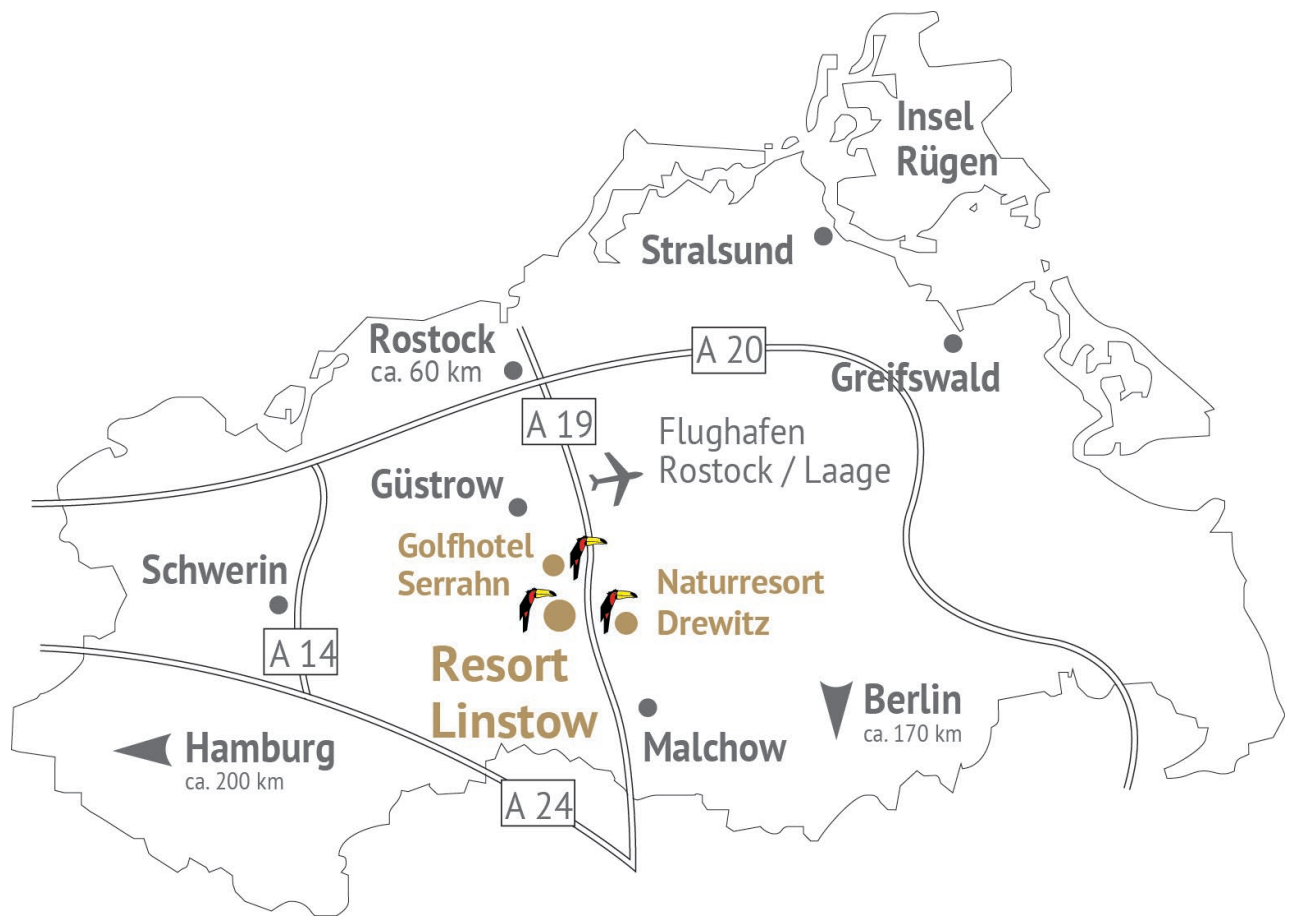 Insel
Rügen
Stralsund
Rostock
ca. 60 km
A 20
Greifswald
A 19
Flughafen
Rostock / Laage
Güstrow
Golfhotel
Serrahn
Schwerin
Naturresort
Drewitz
A 14
Resort
Linstow
Berlin
ca. 170 km
Hamburg
ca. 200 km
Malchow
A 24